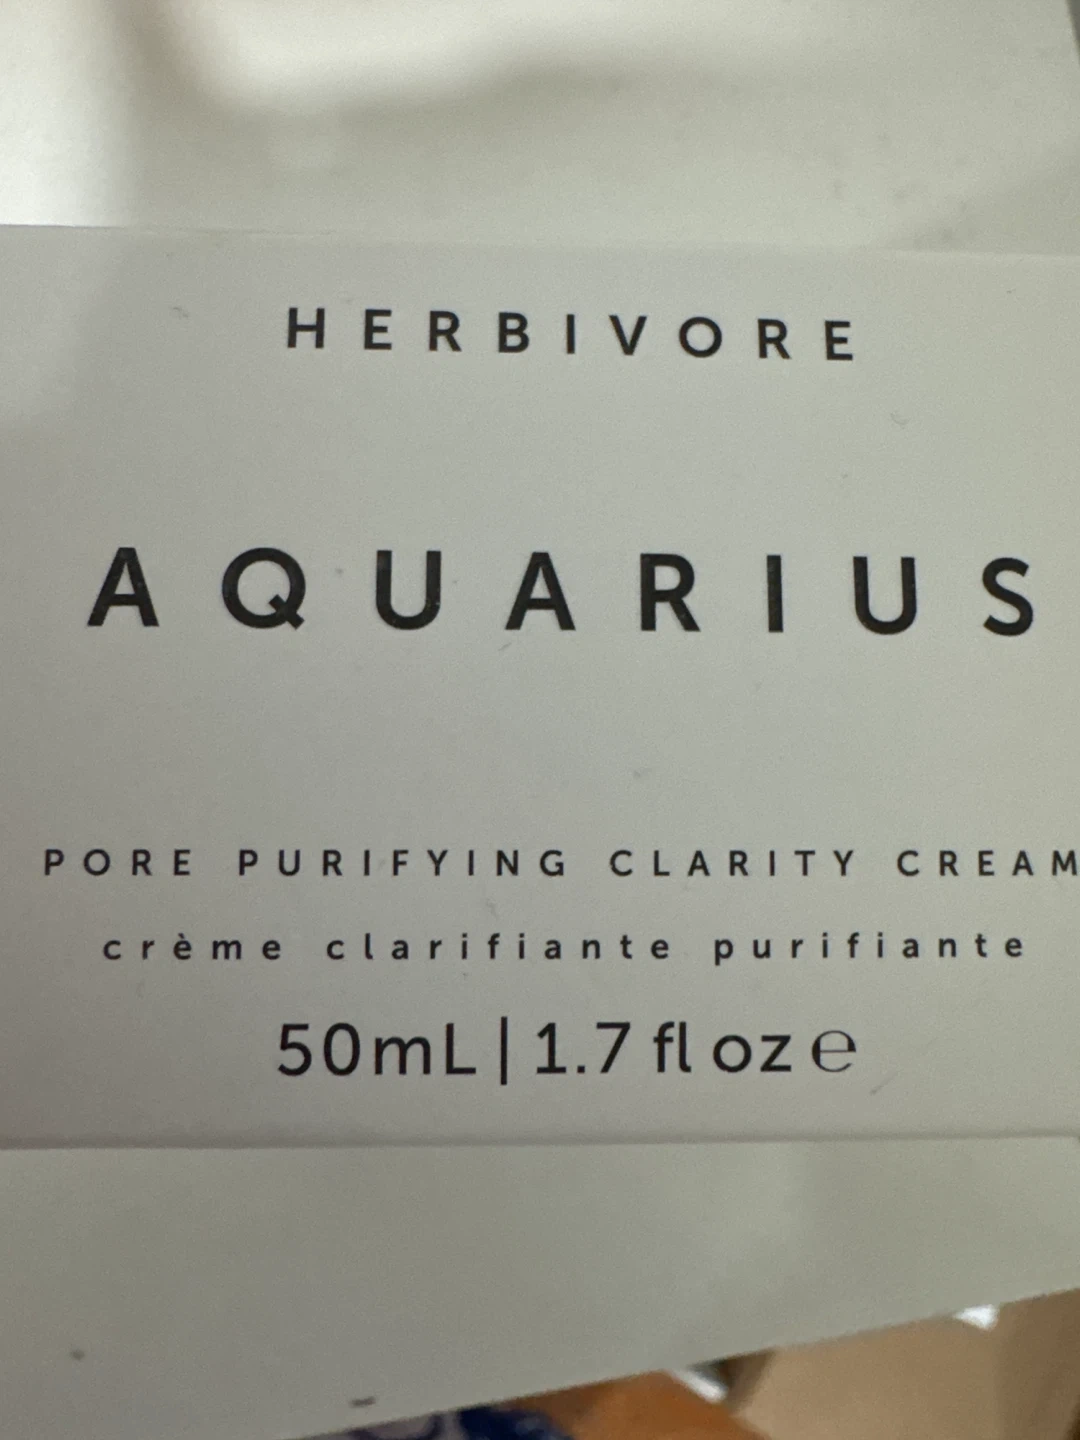 HERBIVORE
AQUARIUS
PORE PURIFYING CLARITY CREAM
crème clarifiante purifiante
50mL|1.7 fl oz ℮